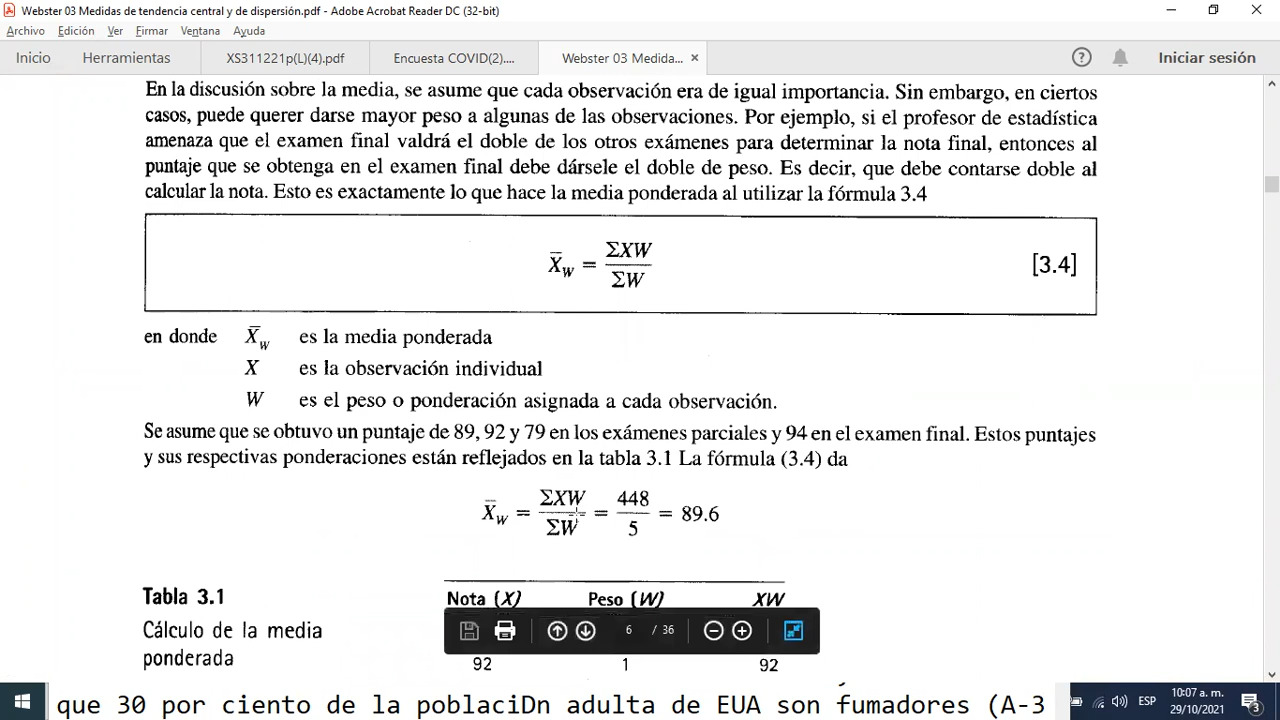 Webster 03 Medidas de tendencia central y de dispersión.pdf - Adobe Acrobat Reader DC (32-bit)
Archivo Edición Ver Firmar Ventana Ayuda
Inicio Herramientas XS311221p(L)(4).pdf Encuesta COVID(2).... Webster 03 Medida... × Iniciar sesión
En la discusión sobre la media, se asume que cada observación era de igual importancia. Sin embargo, en ciertos
casos, puede querer darse mayor peso a algunas de las observaciones. Por ejemplo, si el profesor de estadística
amenaza que el examen final valdrá el doble de los otros exámenes para determinar la nota final, entonces al
puntaje que se obtenga en el examen final debe dársele el doble de peso. Es decir, que debe contarse doble al
calcular la nota. Esto es exactamente lo que hace la media ponderada al utilizar la fórmula 3.4
X̄w = ΣXW / ΣW [3.4]
en donde X̄w es la media ponderada
X es la observación individual
W es el peso o ponderación asignada a cada observación.
Se asume que se obtuvo un puntaje de 89, 92 y 79 en los exámenes parciales y 94 en el examen final. Estos puntajes
y sus respectivas ponderaciones están reflejados en la tabla 3.1 La fórmula (3.4) da
X̄w = ΣXW / ΣW = 448 / 5 = 89.6
Tabla 3.1 Nota (X) Peso (W) XW
Cálculo de la media
6 / 36
ponderada 92 1 92
que 30 por ciento de la poblaciDn adulta de EUA son fumadores (A-3
ESP 10:07 a. m.
29/10/2021 3